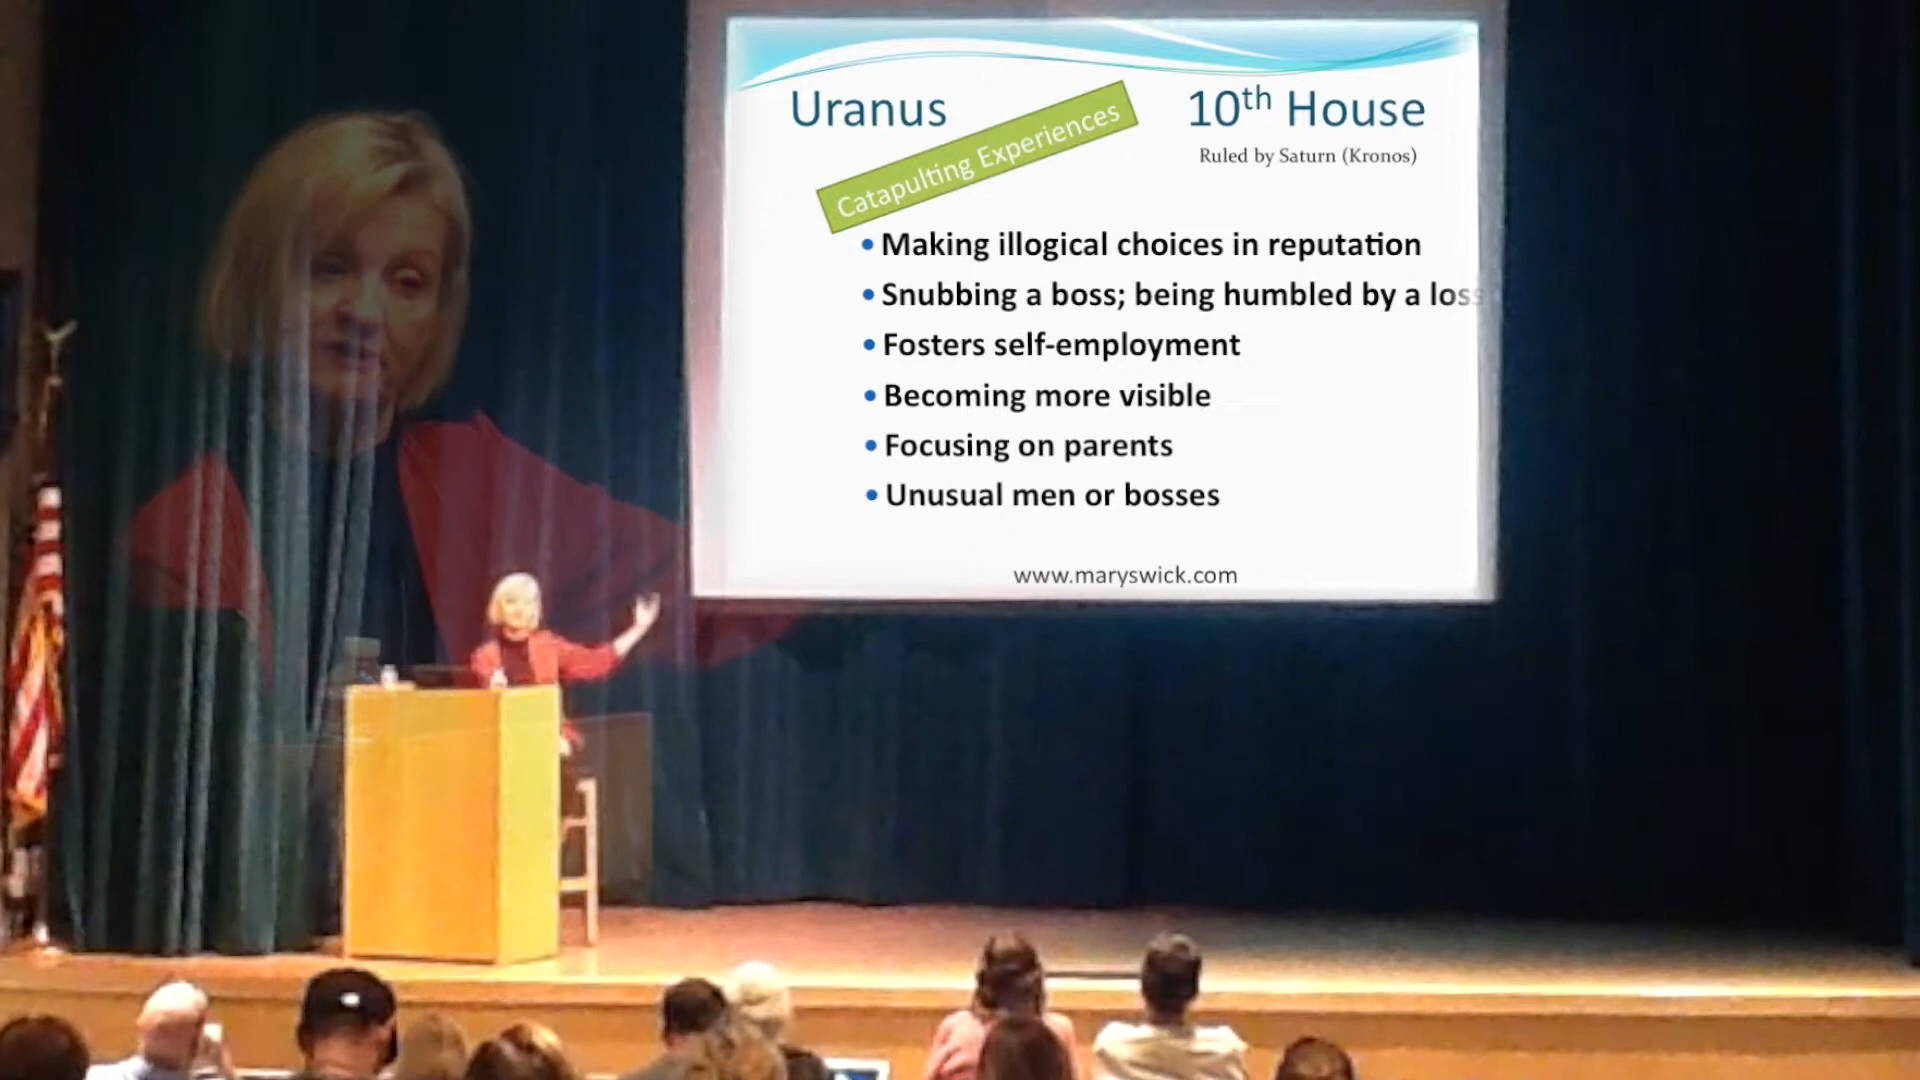 Uranus
10th House
Ruled by Saturn (Kronos)
Catapulting Experiences
• Making illogical choices in reputation
• Snubbing a boss; being humbled by a loss
• Fosters self-employment
• Becoming more visible
• Focusing on parents
• Unusual men or bosses
www.maryswick.com